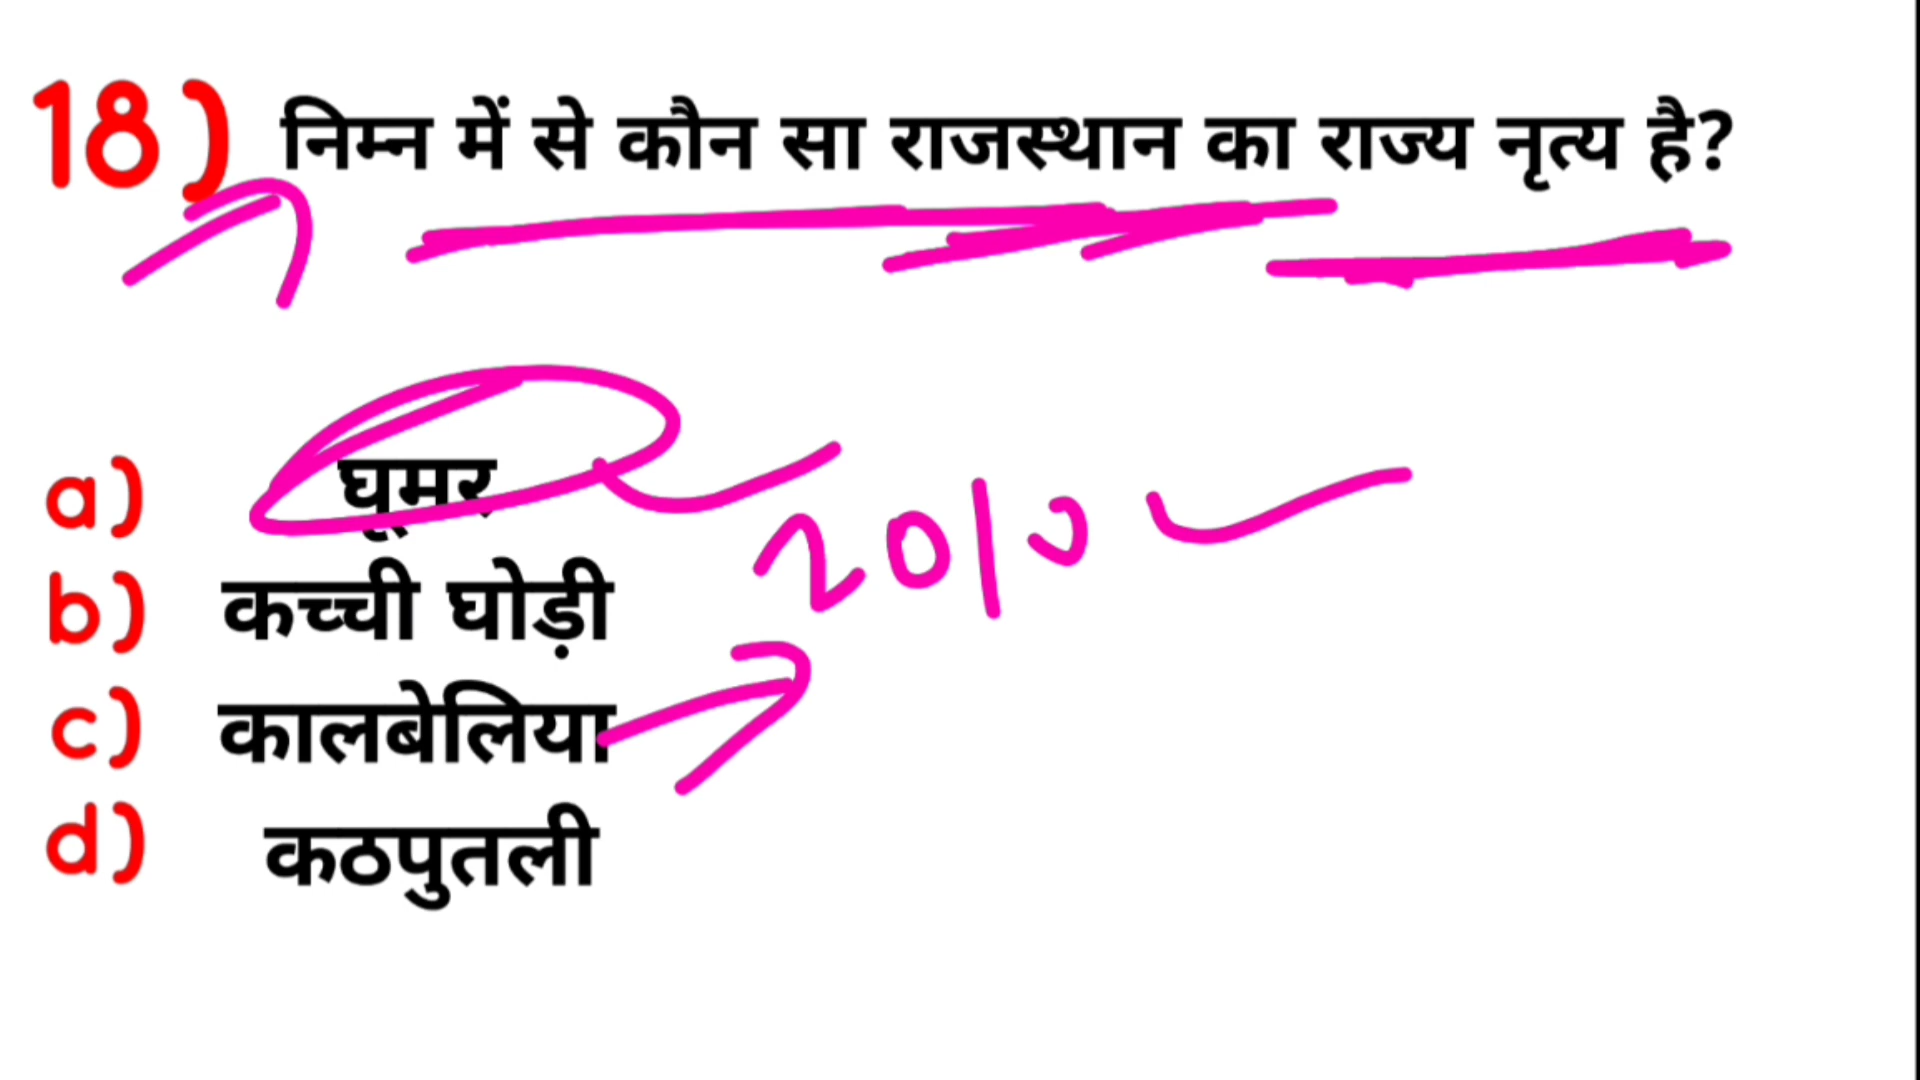 18) निम्न में से कौन सा राजस्थान का राज्य नृत्य है?
a) घूमर
2010
b) कच्ची घोड़ी
c) कालबेलिया
d) कठपुतली